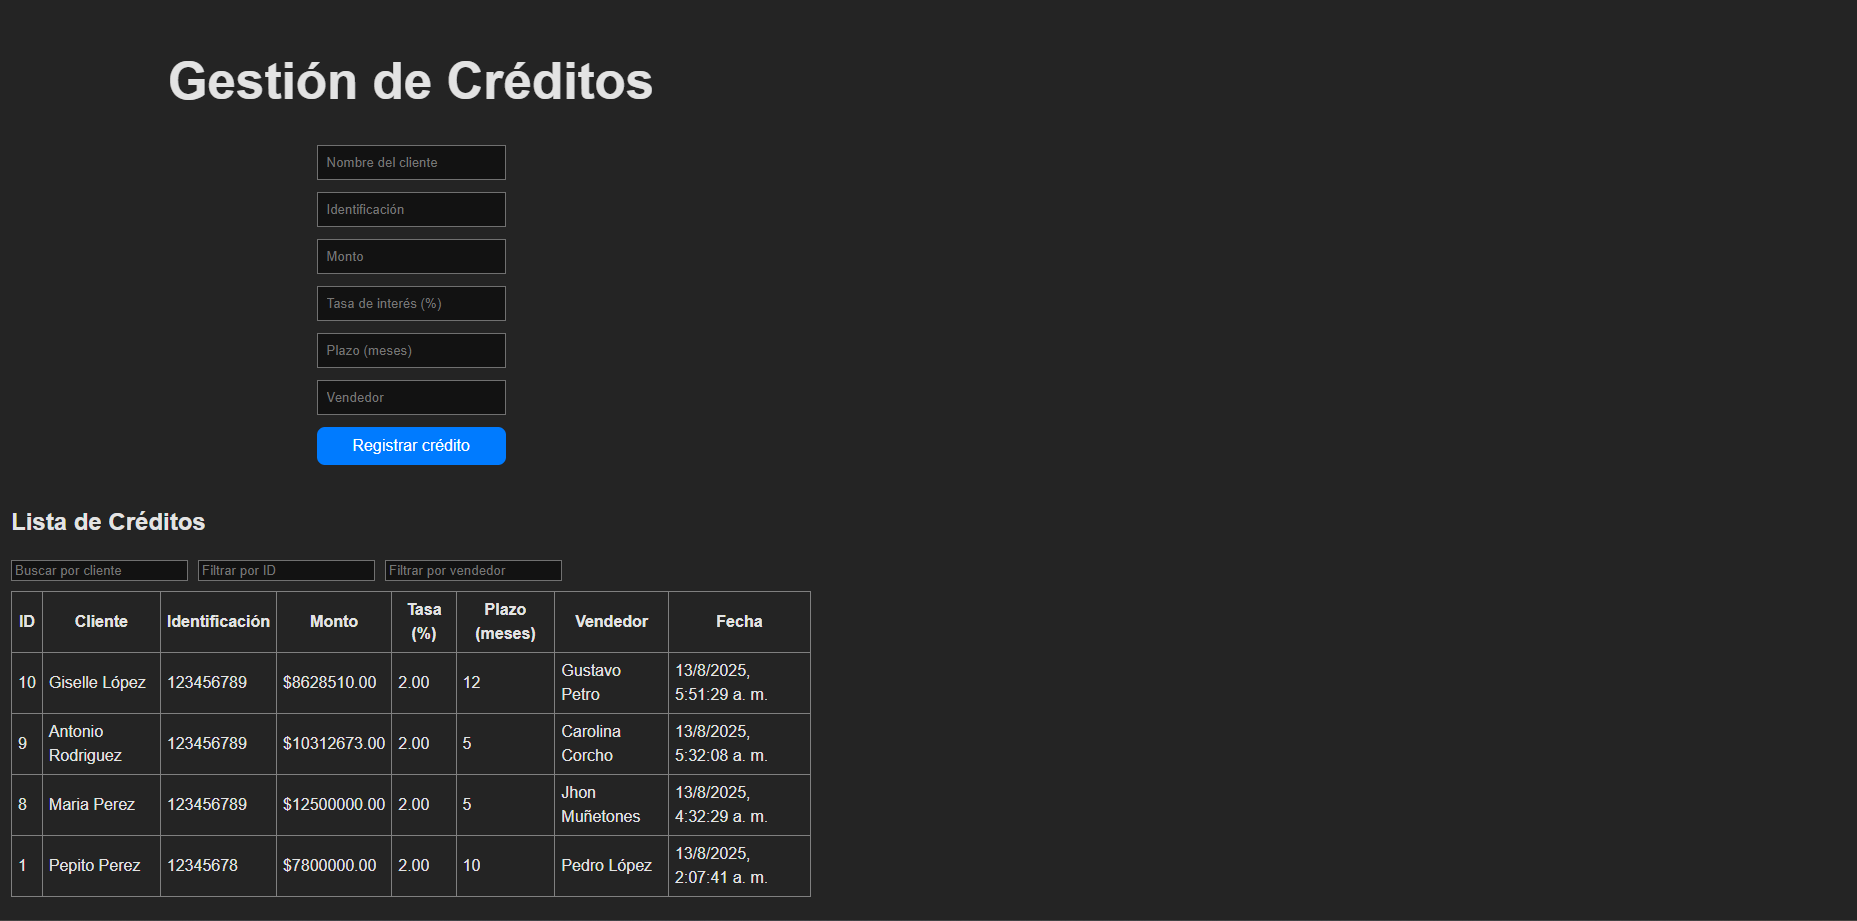 Gestión de Créditos
Nombre del cliente
Identificación
Monto
Tasa de interés (%)
Plazo (meses)
Vendedor
Registrar crédito
Lista de Créditos
Buscar por cliente Filtrar por ID Filtrar por vendedor
ID Cliente Identificación Monto Tasa (%) Plazo (meses) Vendedor Fecha
10 Giselle López 123456789 $8628510.00 2.00 12 Gustavo Petro 13/8/2025, 5:51:29 a. m.
9 Antonio Rodriguez 123456789 $10312673.00 2.00 5 Carolina Corcho 13/8/2025, 5:32:08 a. m.
8 Maria Perez 123456789 $12500000.00 2.00 5 Jhon Muñetones 13/8/2025, 4:32:29 a. m.
1 Pepito Perez 12345678 $7800000.00 2.00 10 Pedro López 13/8/2025, 2:07:41 a. m.